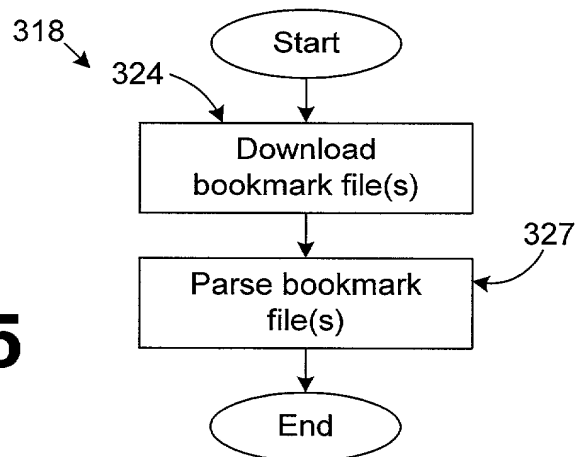 318
Start
324
Download
bookmark file(s)
327
Parse bookmark
file(s)
5
End